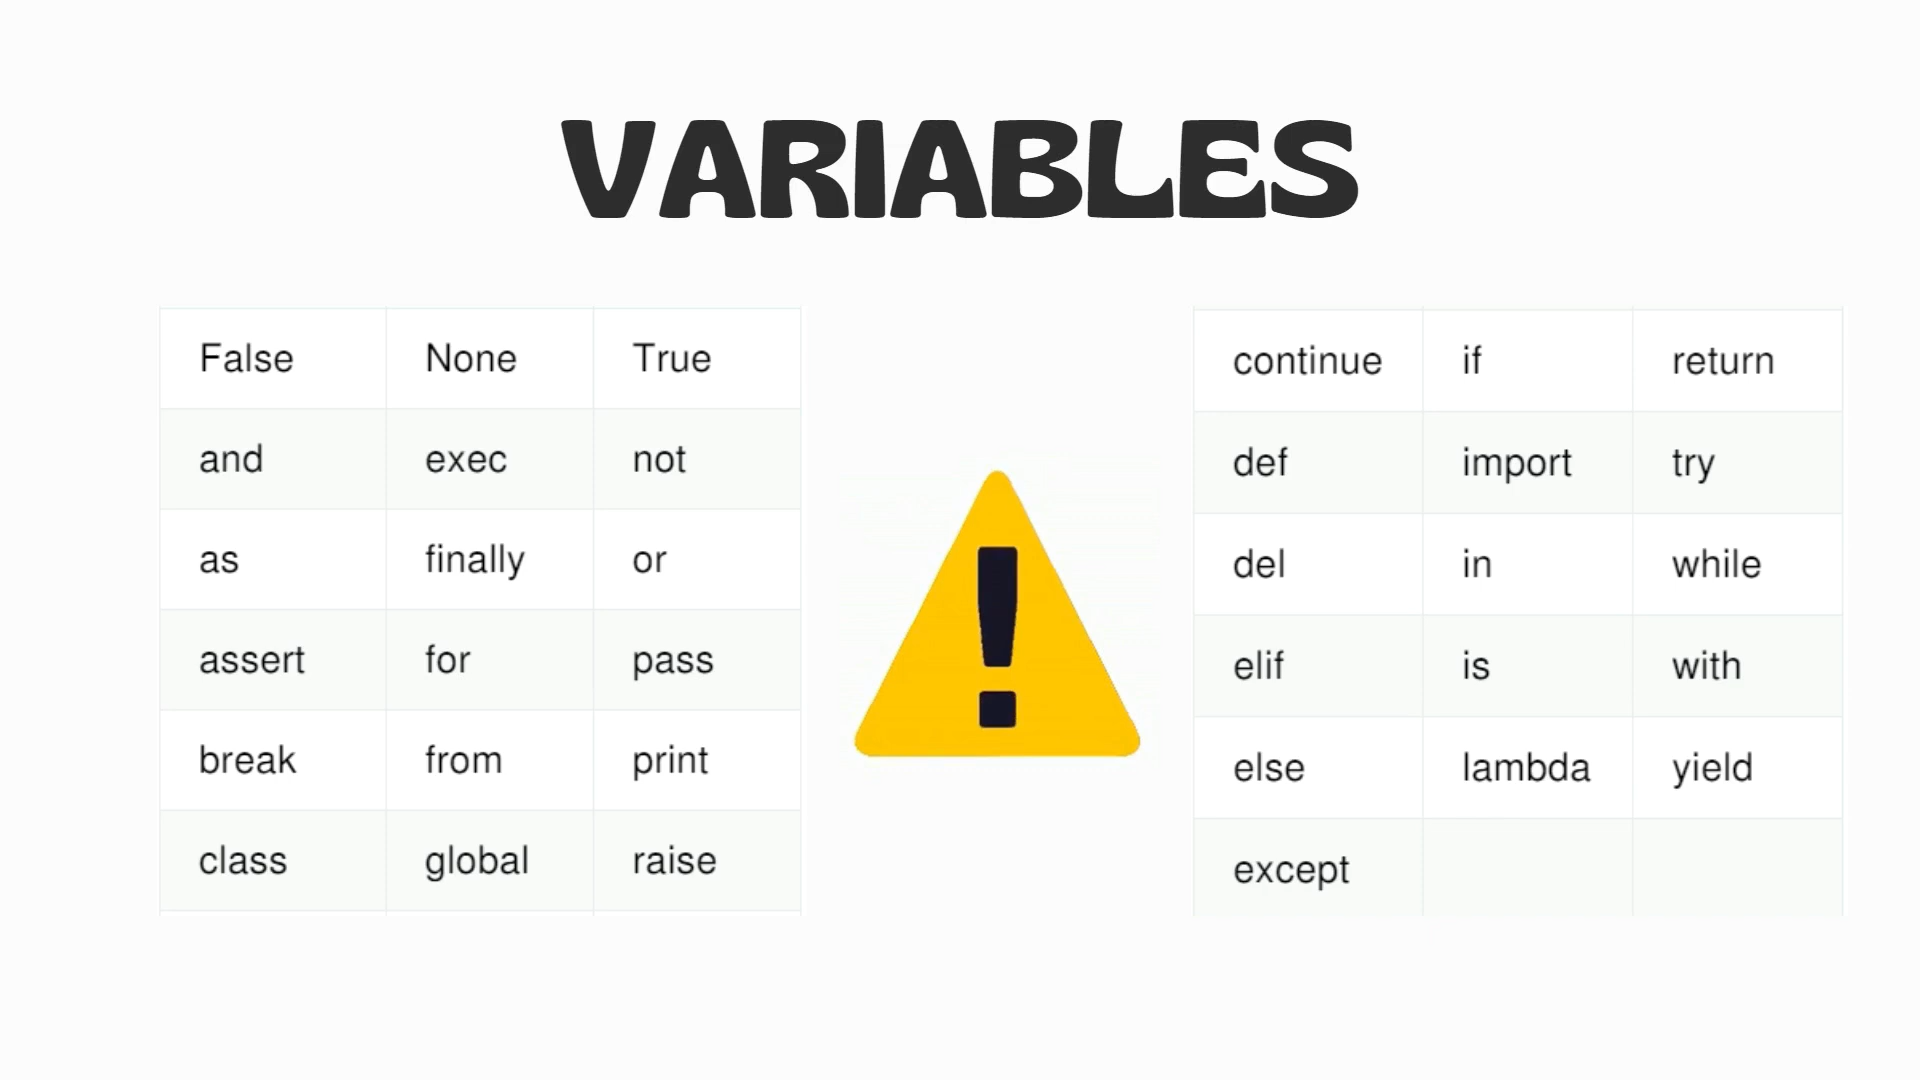 VARIABLES
False None True
and exec not
as finally or
assert for pass
break from print
class global raise
continue if return
def import try
del in while
elif is with
else lambda yield
except